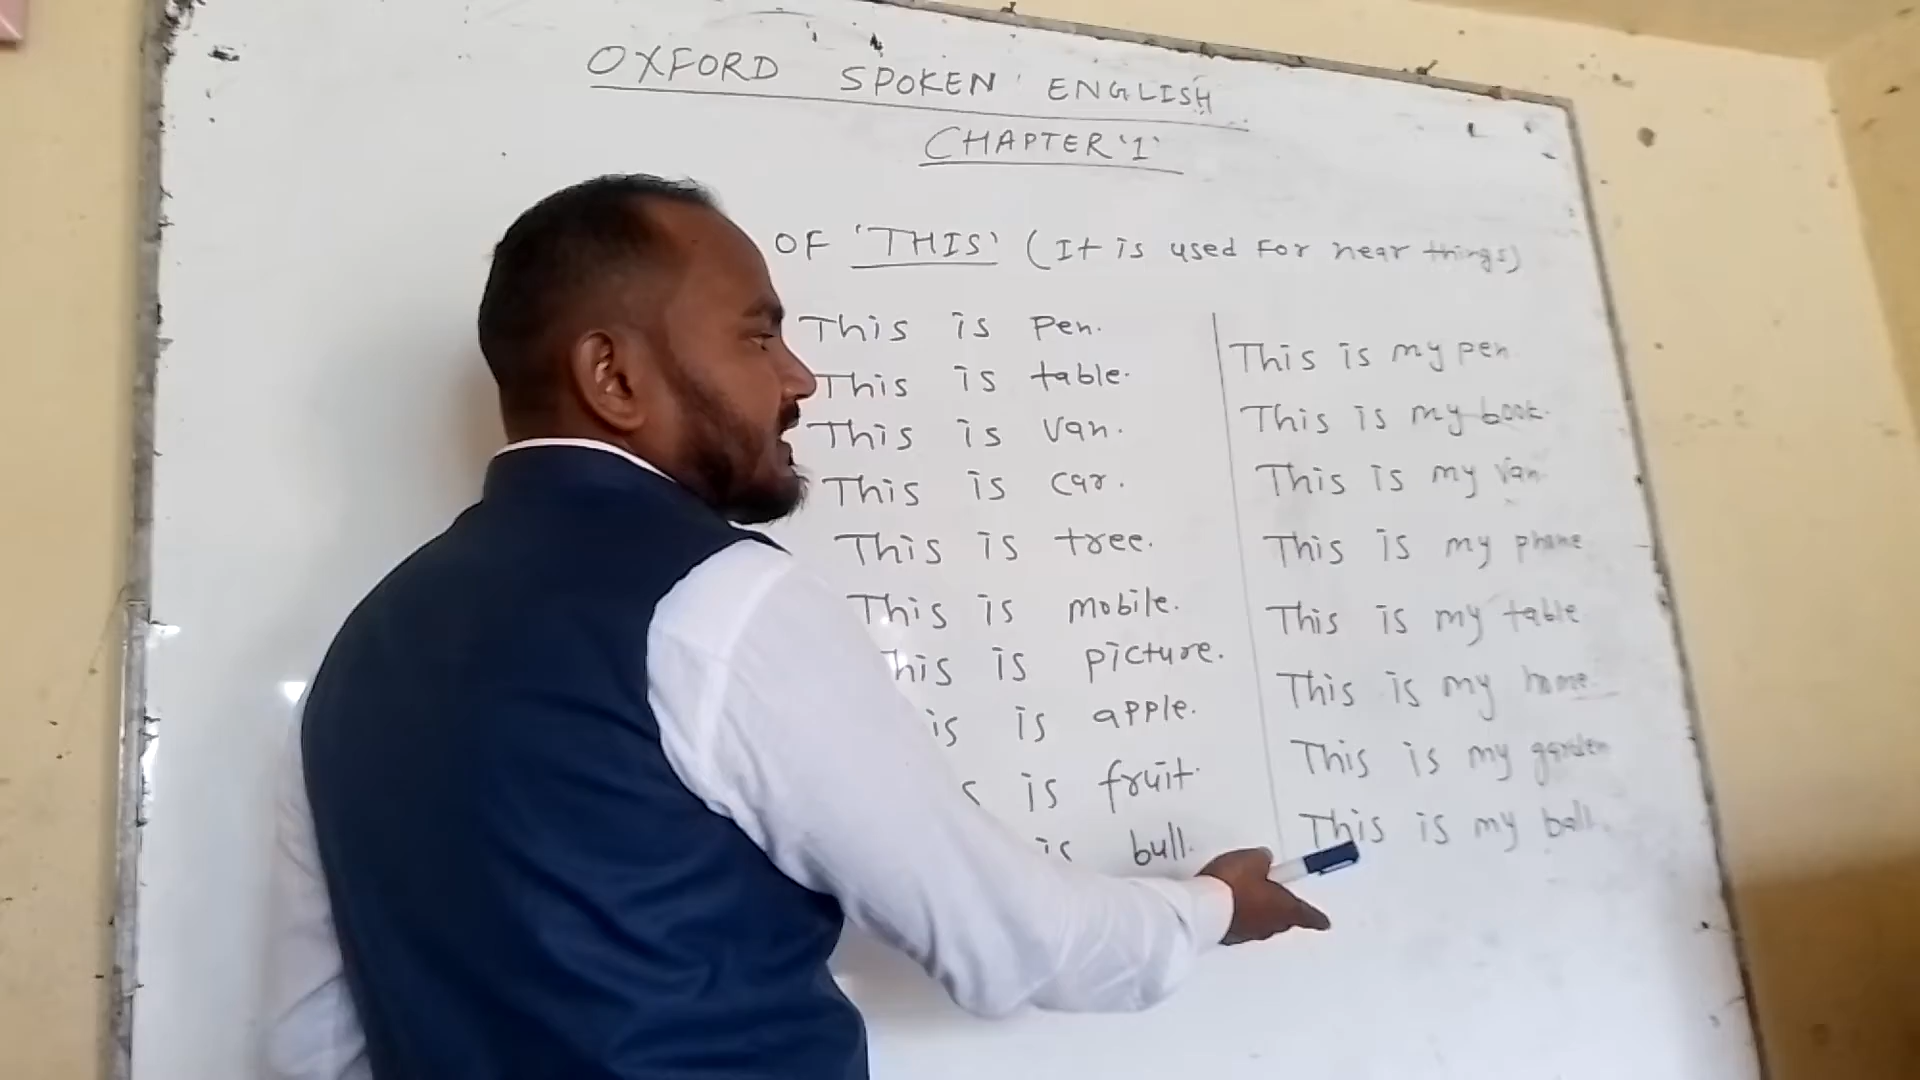 OXFORD SPOKEN ENGLISH
CHAPTER '1'
OF 'THIS' (It is used For near things)
This is Pen.
This is table.
This is Van.
This is Car.
This is tree.
This is mobile.
his is picture.
is is apple.
s is fruit.
is bull.
This is my pen
This is my book.
This is my van
This is my phone
This is my table
This is my home
This is my garden
This is my ball.